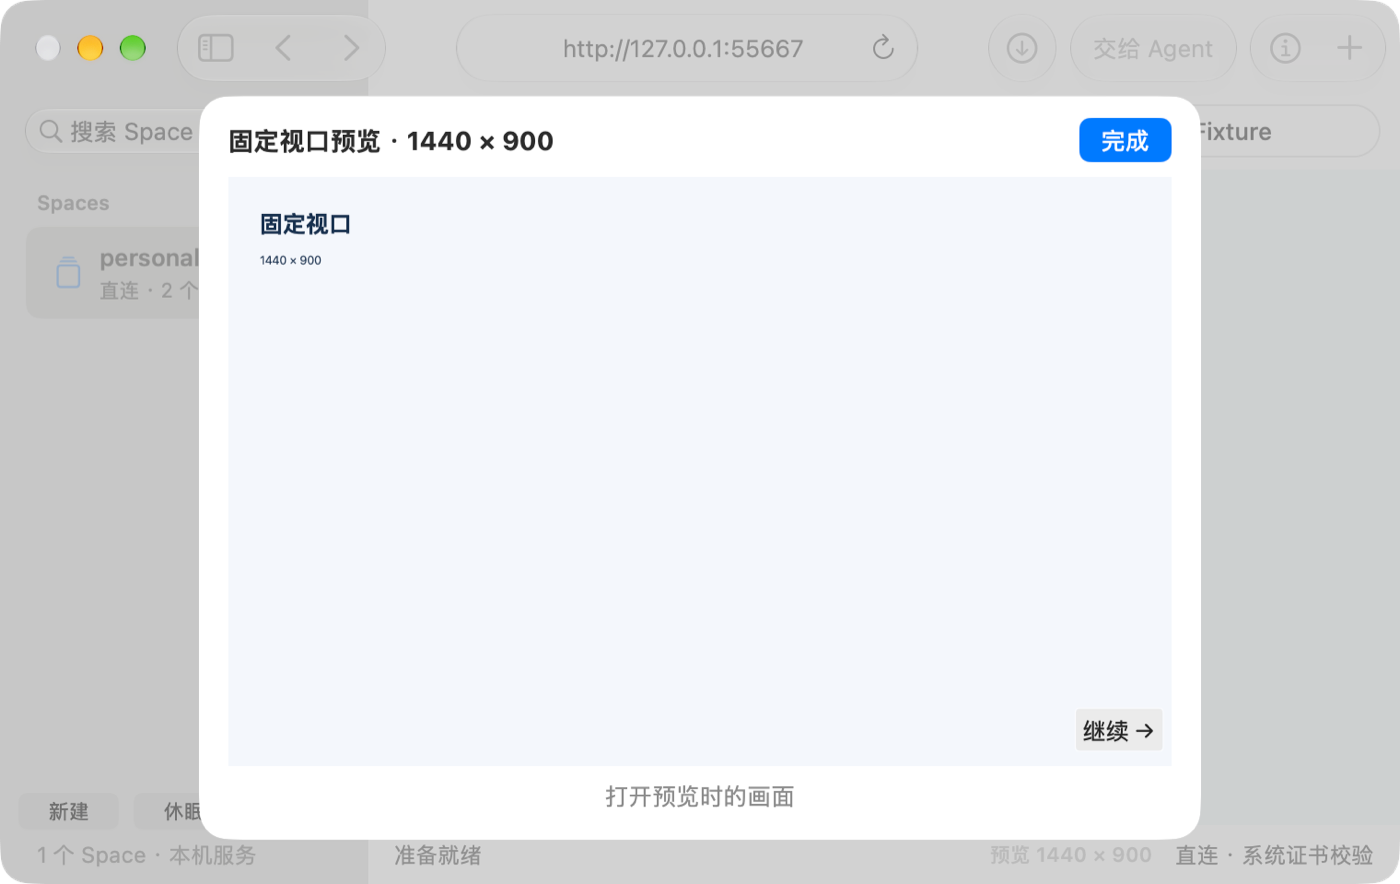 http://127.0.0.1:55667
交给 Agent
搜索 Space
固定视口预览 · 1440 × 900
完成
Fixture
Spaces
personal
直连 · 2 个
固定视口
1440 × 900
继续 →
打开预览时的画面
新建
休眠
1 个 Space · 本机服务
准备就绪
预览 1440 × 900
直连 · 系统证书校验